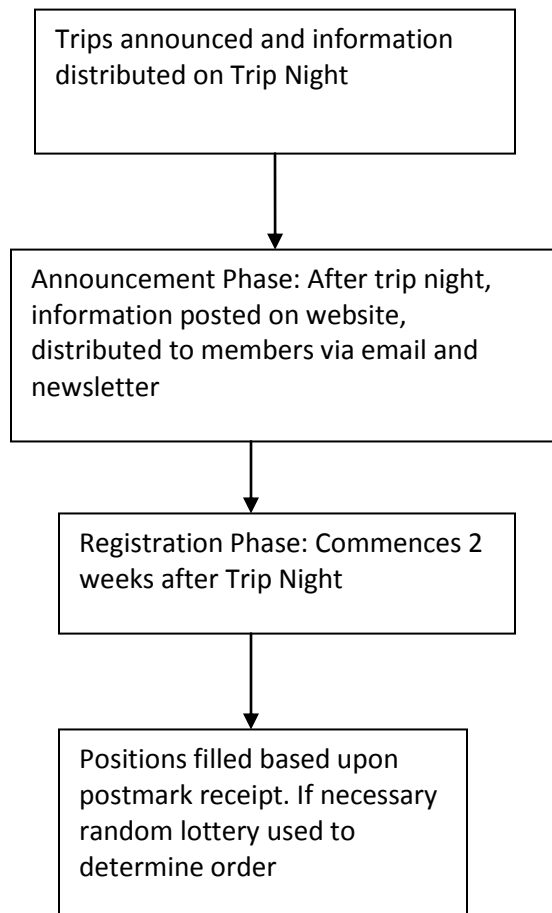 Trips announced and information
distributed on Trip Night
Announcement Phase: After trip night,
information posted on website,
distributed to members via email and
newsletter
Registration Phase: Commences 2
weeks after Trip Night
Positions filled based upon
postmark receipt. If necessary
random lottery used to
determine order